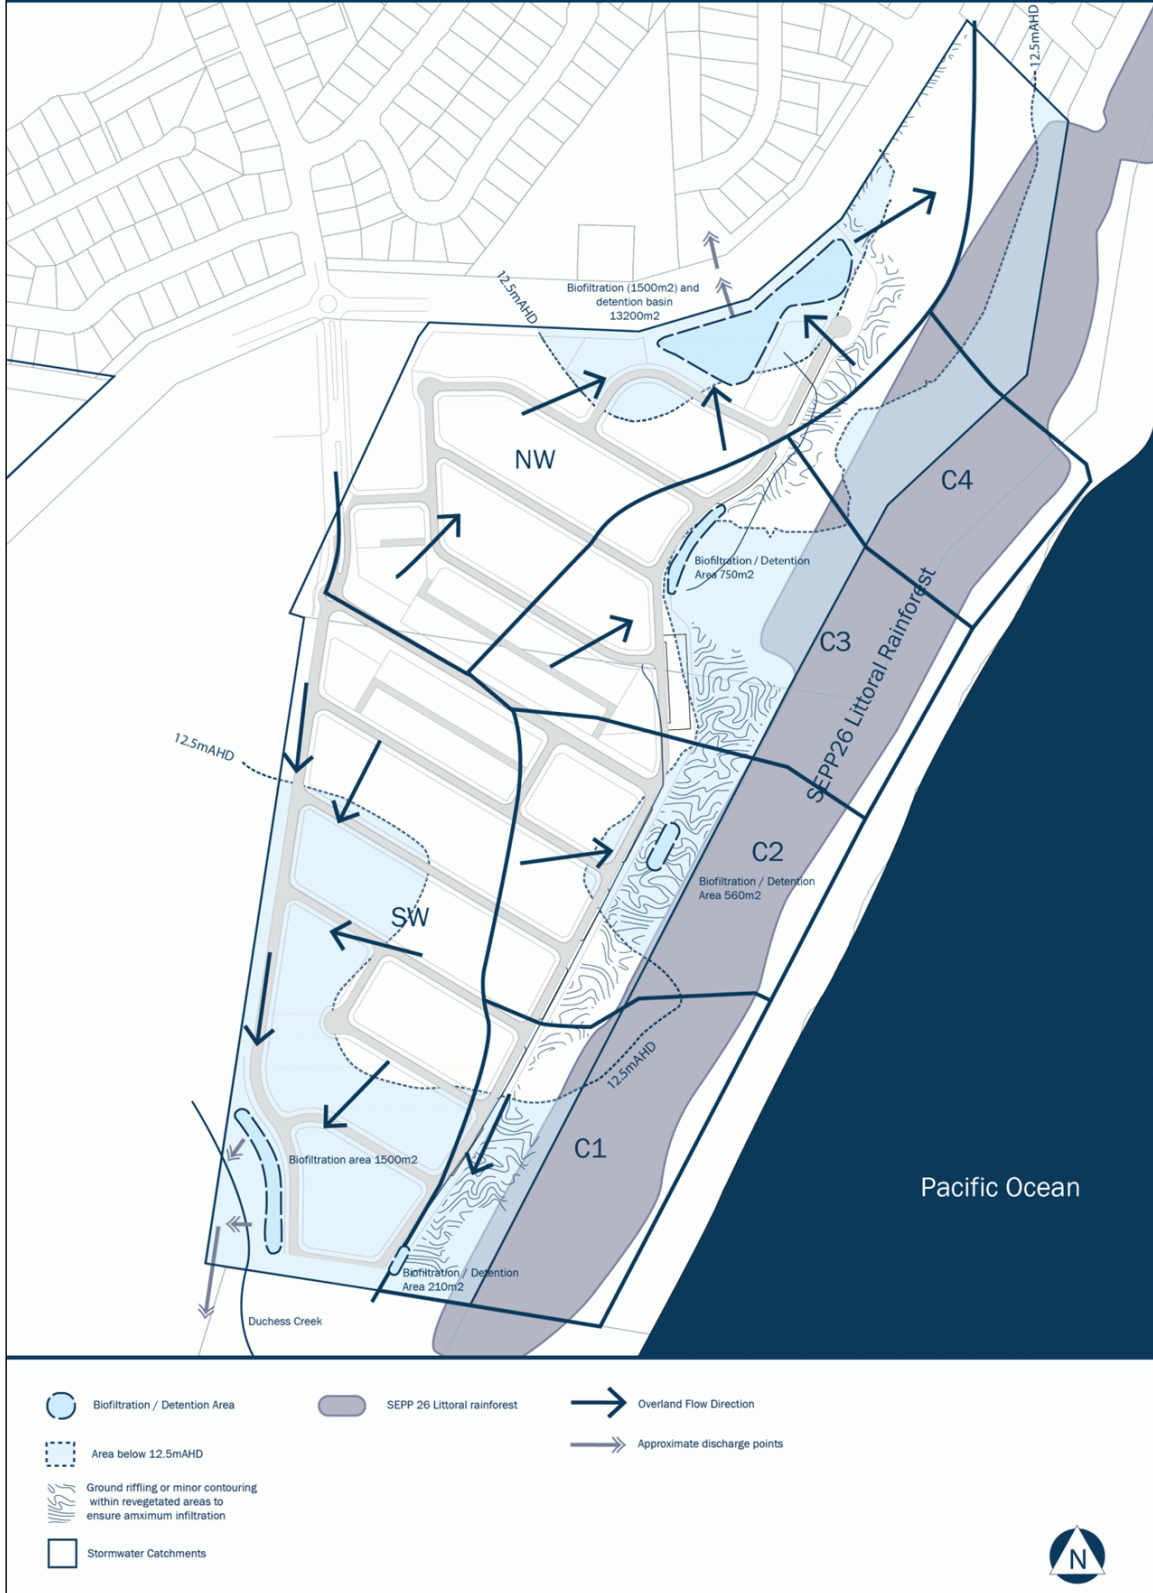 12.5mAHD
12.5mAHD
Biofiltration (1500m2) and
detention basin
13200m2
NW
C4
Biofiltration / Detention
Area 750m2
C3
SEPP26 Littoral Rainforest
12.5mAHD
C2
Biofiltration / Detention
Area 560m2
SW
12.5mAHD
C1
Biofiltration area 1500m2
Pacific Ocean
Biofiltration / Detention
Area 210m2
Duchess Creek
Biofiltration / Detention Area
SEPP 26 Littoral rainforest
Overland Flow Direction
Approximate discharge points
Area below 12.5mAHD
Ground riffling or minor contouring
within revegetated areas to
ensure amximum infiltration
Stormwater Catchments
N